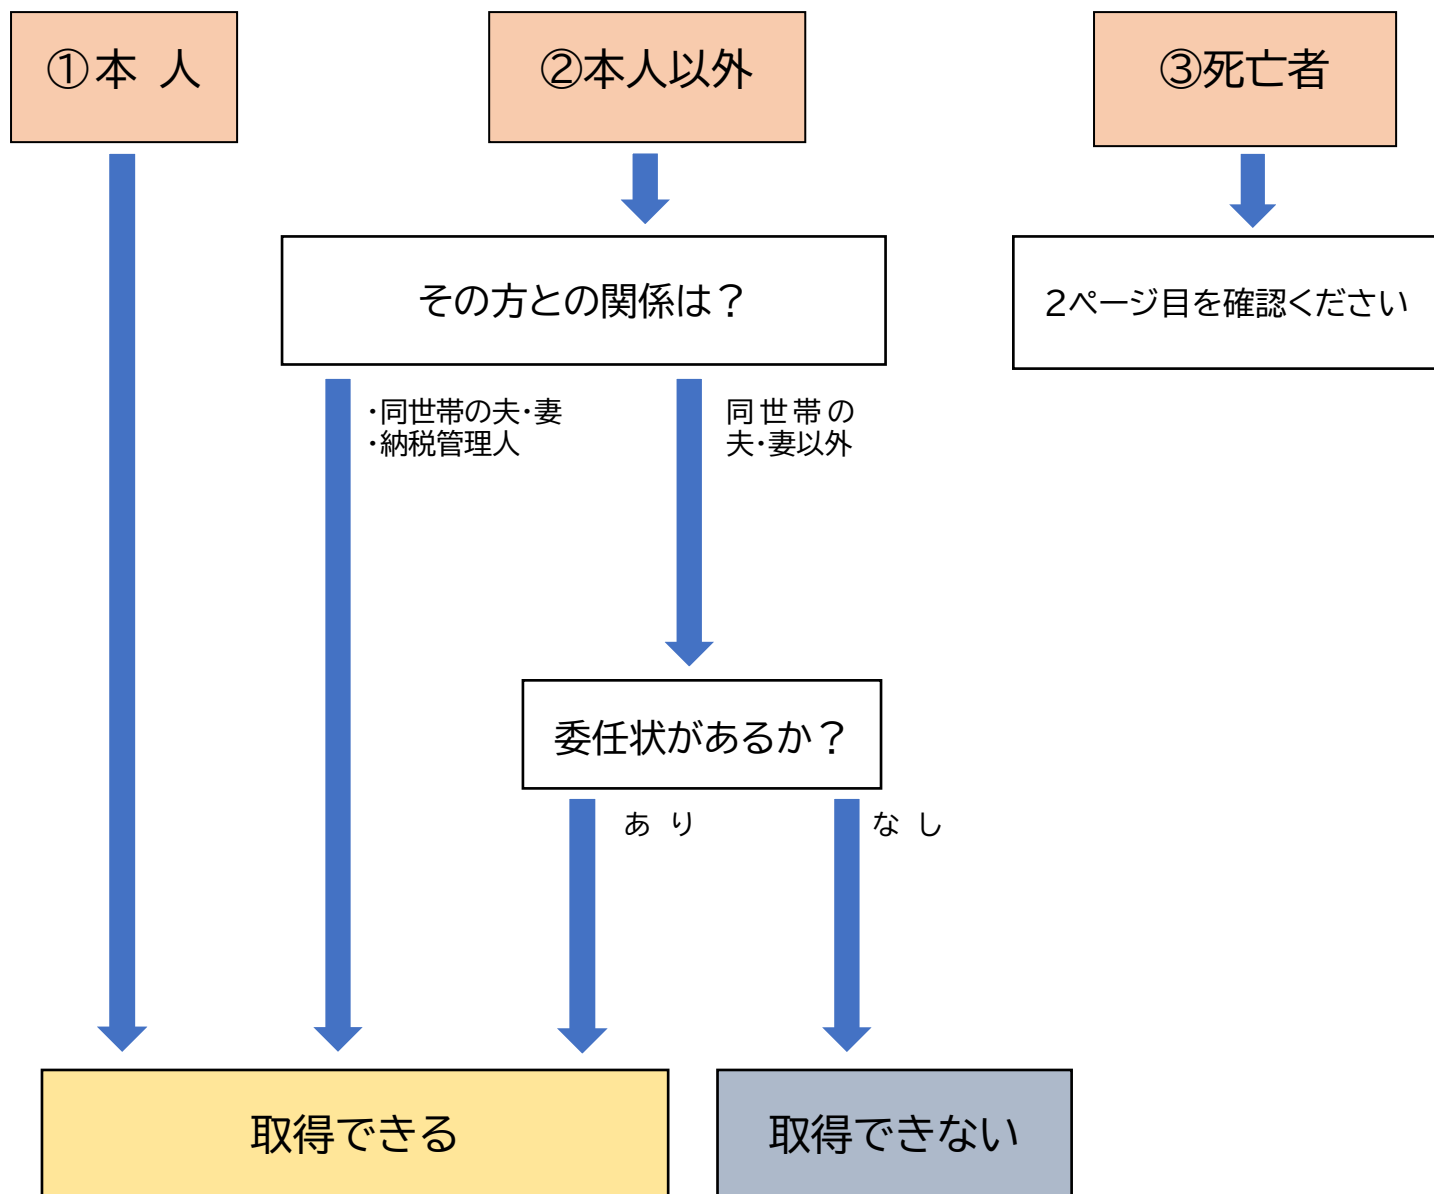 ①本 人
②本人以外
③死亡者
その方との関係は？
2ページ目を確認ください
・同世帯の夫・妻
・納税管理人
同世帯の
夫・妻以外
委任状があるか？
あ り
な し
取得できる
取得できない